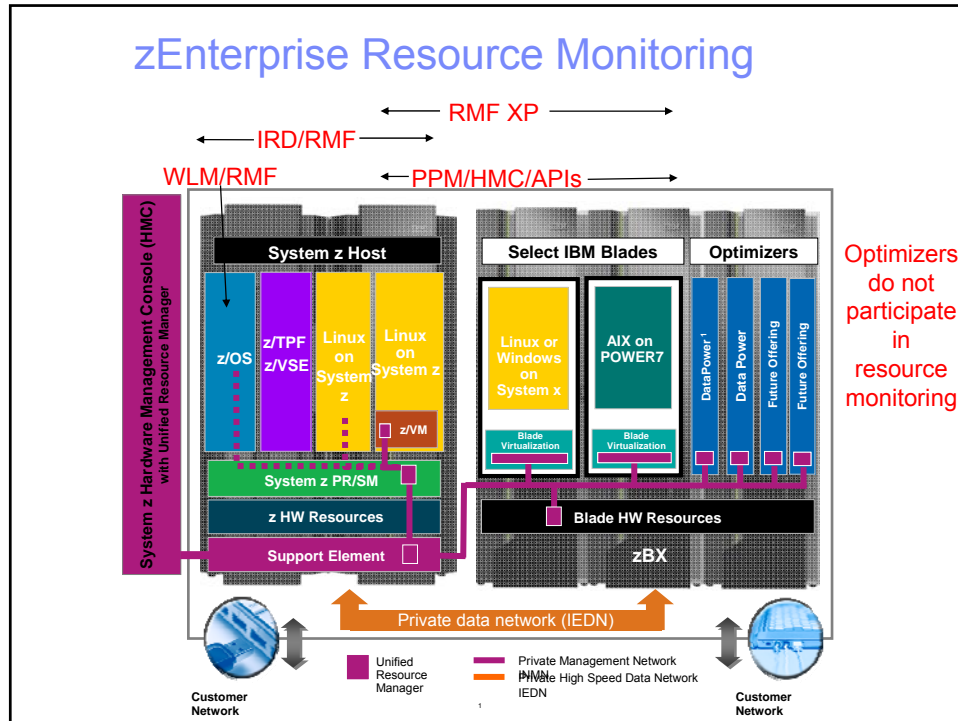 zEnterprise Resource Monitoring
RMF XP
IRD/RMF
WLM/RMF
PPM/HMC/APIs
System z Hardware Management Console (HMC)
with Unified Resource Manager
System z Host
Select IBM Blades
Optimizers
z/OS
z/TPF
z/VSE
Linux
on
System
z
Linux
on
System z
z/VM
Linux or
Windows
on
System x
AIX on
POWER7
Blade
Virtualization
Blade
Virtualization
DataPower 1
Data Power
Future Offering
Future Offering
Optimizers
do not
participate
in
resource
monitoring
System z PR/SM
z HW Resources
Support Element
Blade HW Resources
zBX
Private data network (IEDN)
Customer
Network
Unified
Resource
Manager
Private Management Network
INMN
Private High Speed Data Network
IEDN
Customer
Network
1